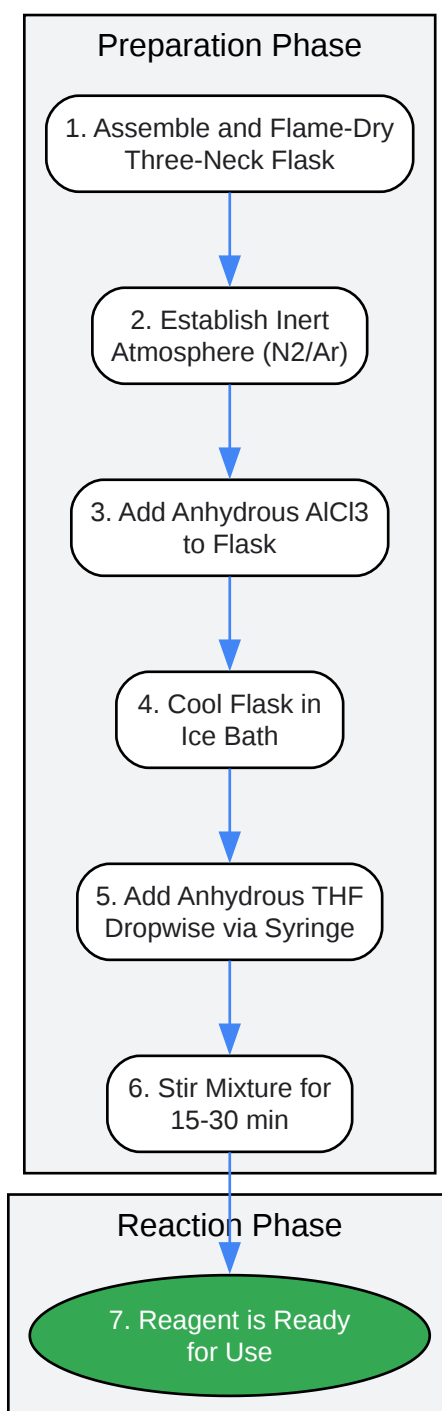 Preparation Phase
1. Assemble and Flame-Dry
Three-Neck Flask
2. Establish Inert
Atmosphere (N2/Ar)
3. Add Anhydrous AlCl3
to Flask
4. Cool Flask in
Ice Bath
5. Add Anhydrous THF
Dropwise via Syringe
6. Stir Mixture for
15-30 min
Reaction Phase
7. Reagent is Ready
for Use